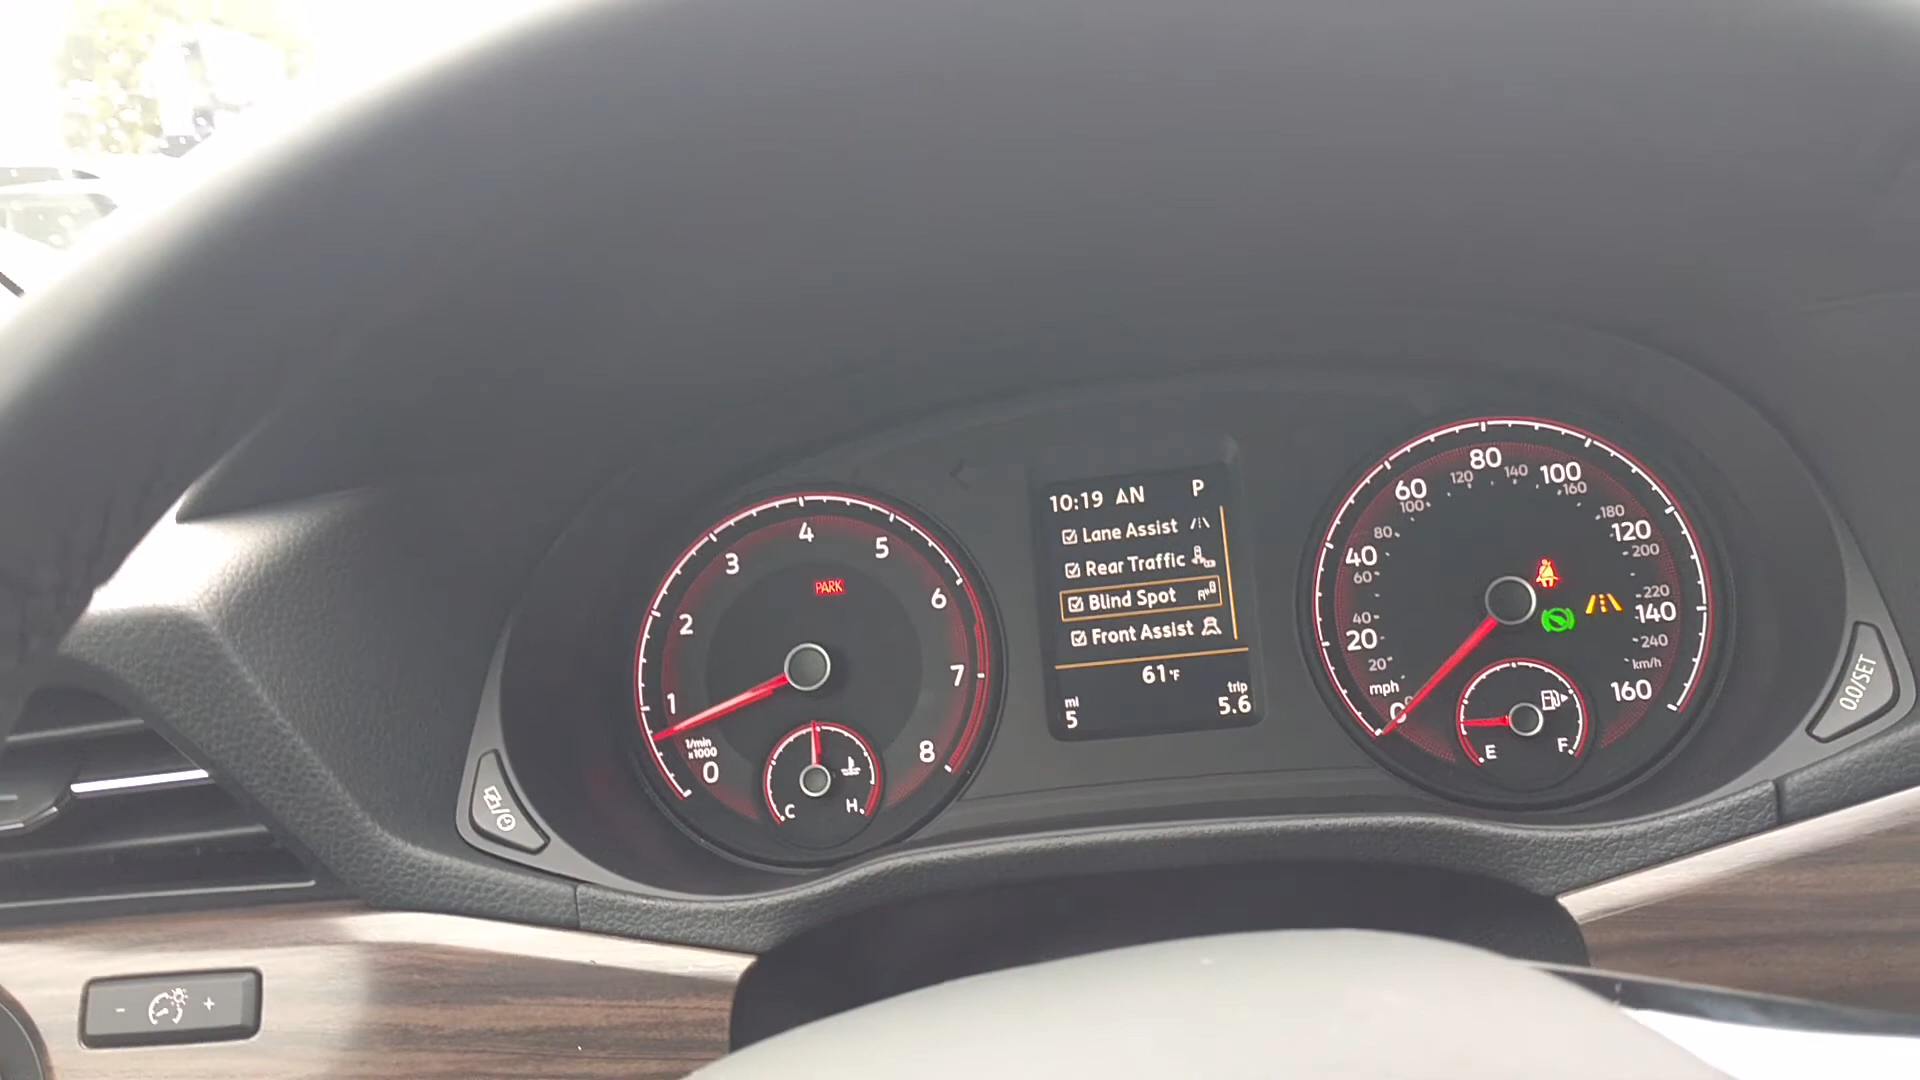 10:19 AN P
Lane Assist
Rear Traffic
Blind Spot
Front Assist
61°F
mi trip
5 5.6
PARK
0 1 2 3 4 5 6 7 8
1/min
x1000
C H
0 20 40 60 80 100 120 140 160
mph
20 40 60 80 100 120 140 160 180 200 220 240
km/h
E F
0.0/SET
- +